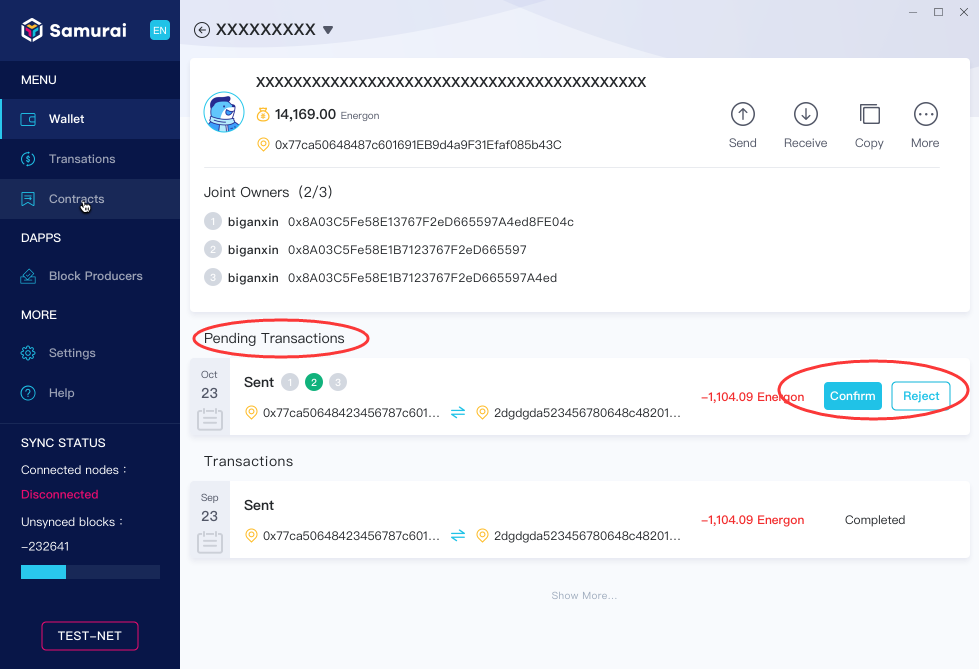 Samurai
EN
MENU
Wallet
Transations
Contracts
DAPPS
Block Producers
MORE
Settings
Help
SYNC STATUS
Connected nodes :
Disconnected
Unsynced blocks :
-232641
TEST-NET
XXXXXXXXX
XXXXXXXXXXXXXXXXXXXXXXXXXXXXXXXXXXXXXXXXXX
14,169.00 Energon
0x77ca50648487c601691EB9d4a9F31Efaf085b43C
Send
Receive
Copy
More
Joint Owners (2/3)
1 biganxin 0x8A03C5Fe58E13767F2eD665597A4ed8FE04c
2 biganxin 0x8A03C5Fe58E1B7123767F2eD665597
3 biganxin 0x8A03C5Fe58E1B7123767F2eD665597A4ed
Pending Transactions
Oct
23
Sent 1 2 3
0x77ca50648423456787c601... 2dgdgda523456780648c48201...
-1,104.09 Energon
Confirm
Reject
Transactions
Sep
23
Sent
0x77ca50648423456787c601... 2dgdgda523456780648c48201...
-1,104.09 Energon
Completed
Show More...